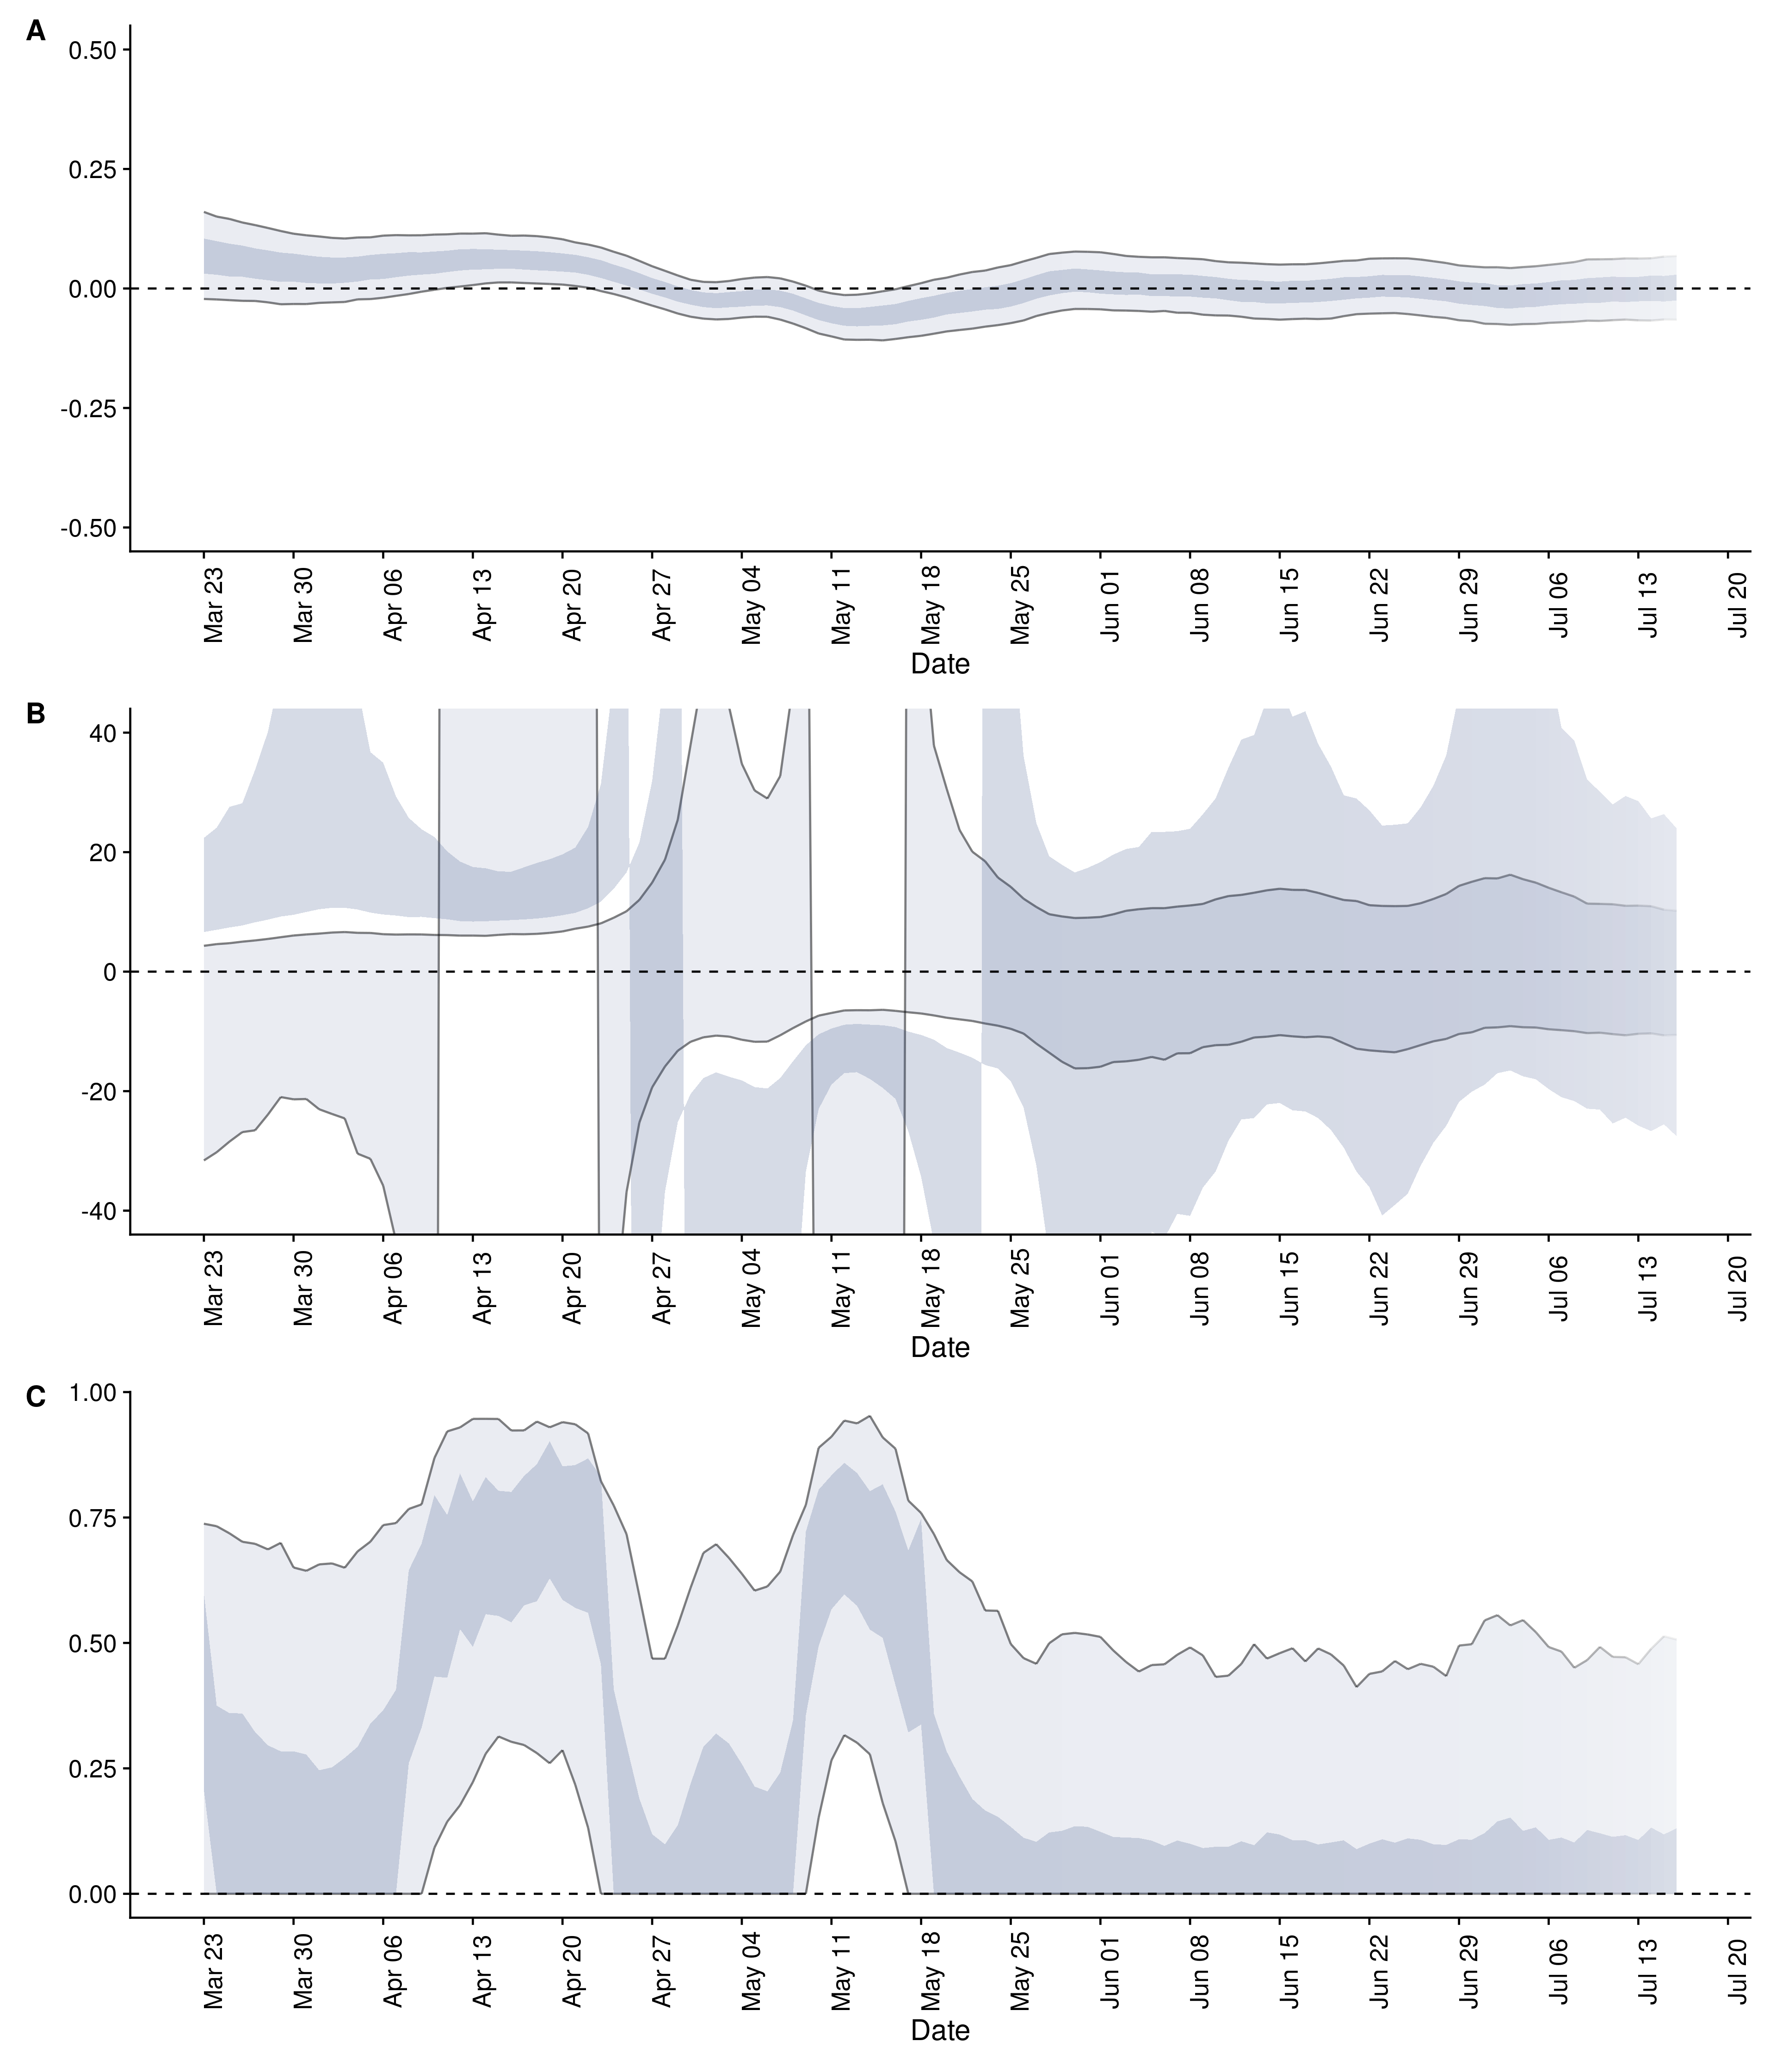 A
0.50
0.25
0.00
-0.25
-0.50
Mar 23
Mar 30
Apr 06
Apr 13
Apr 20
Apr 27
May 04
May 11
May 18
May 25
Jun 01
Jun 08
Jun 15
Jun 22
Jun 29
Jul 06
Jul 13
Jul 20
Date
B
40
20
0
-20
-40
Mar 23
Mar 30
Apr 06
Apr 13
Apr 20
Apr 27
May 04
May 11
May 18
May 25
Jun 01
Jun 08
Jun 15
Jun 22
Jun 29
Jul 06
Jul 13
Jul 20
Date
C
1.00
0.75
0.50
0.25
0.00
Mar 23
Mar 30
Apr 06
Apr 13
Apr 20
Apr 27
May 04
May 11
May 18
May 25
Jun 01
Jun 08
Jun 15
Jun 22
Jun 29
Jul 06
Jul 13
Jul 20
Date